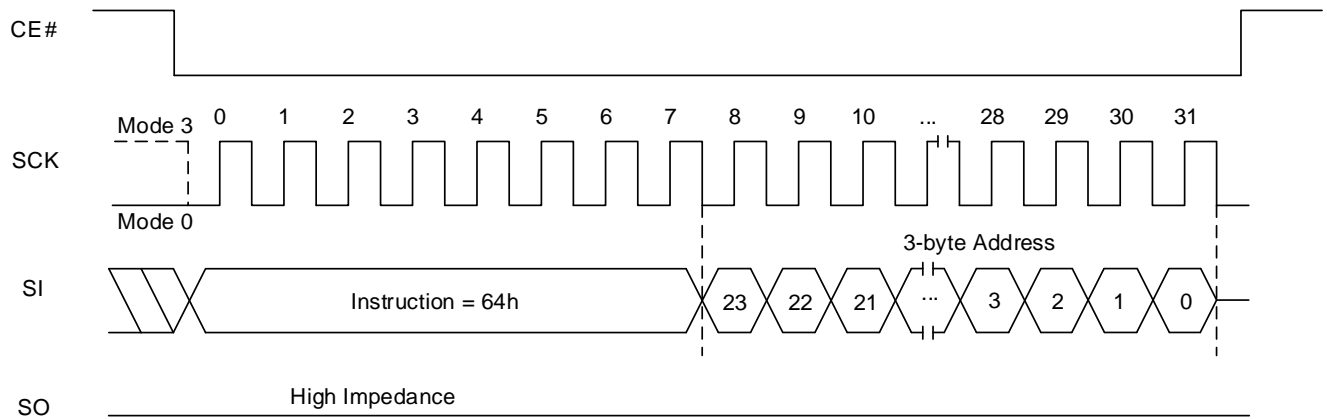 CE#
0 1 2 3 4 5 6 7 8 9 10 ... 28 29 30 31
Mode 3
SCK
Mode 0
3-byte Address
SI
Instruction = 64h
23 22 21 ... 3 2 1 0
High Impedance
SO